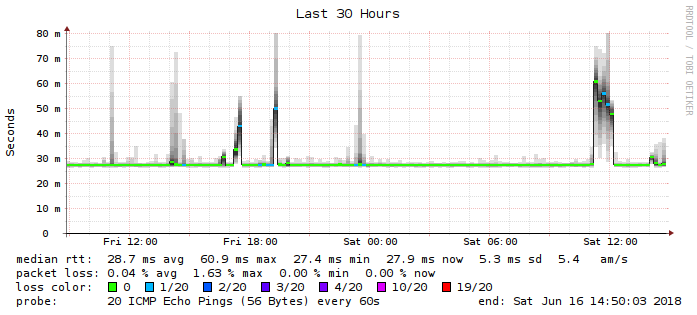 Last 30 Hours
RRDTOOL / TOBI OETIKER
Seconds
80 m
70 m
60 m
50 m
40 m
30 m
20 m
10 m
0
Fri 12:00 Fri 18:00 Sat 00:00 Sat 06:00 Sat 12:00
median rtt: 28.7 ms avg 60.9 ms max 27.4 ms min 27.9 ms now 5.3 ms sd 5.4 am/s
packet loss: 0.04 % avg 1.63 % max 0.00 % min 0.00 % now
loss color: 0 1/20 2/20 3/20 4/20 10/20 19/20
probe: 20 ICMP Echo Pings (56 Bytes) every 60s end: Sat Jun 16 14:50:03 2018